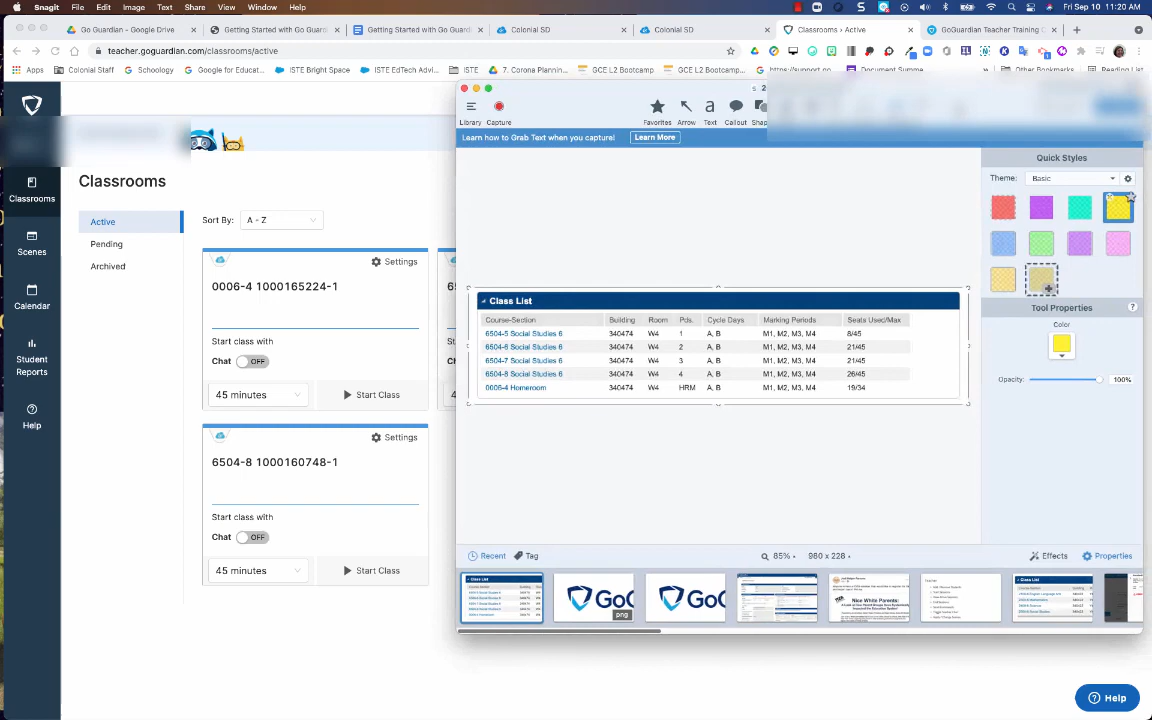 Snagit File Edit Image Text Share View Window Help Fri Sep 10 11:20 AM
Go Guardian - Google Drive Getting Started with Go Guard Getting Started with Go Guard Colonial SD Colonial SD Classrooms › Active GoGuardian Teacher Training C
teacher.goguardian.com/classrooms/active
Apps Colonial Staff Schoology Google for Educat... ISTE Bright Space ISTE EdTech Advi... ISTE 7. Corona Planning... GCE L2 Bootcamp GCE L2 Bootcamp... https://support.go Document Summe... » Other Bookmarks Reading List
Classrooms
Scenes
Calendar
Student
Reports
Help
Classrooms
Active
Pending
Archived
Sort By: A - Z
Settings
0006-4 1000165224-1
Start class with
Chat OFF
45 minutes Start Class
Settings
6504-8 1000160748-1
Start class with
Chat OFF
45 minutes Start Class
Library Capture Favorites Arrow Text Callout
Learn how to Grab Text when you capture! Learn More
Class List
Course-Section Building Room Pds. Cycle Days Marking Periods Seats Used/Max
6504-5 Social Studies 6 340474 W4 1 A, B M1, M2, M3, M4 8/45
6504-6 Social Studies 6 340474 W4 2 A, B M1, M2, M3, M4 21/45
6504-7 Social Studies 6 340474 W4 3 A, B M1, M2, M3, M4 21/45
6504-8 Social Studies 6 340474 W4 4 A, B M1, M2, M3, M4 26/45
0006-4 Homeroom 340474 W4 HRM A, B M1, M2, M3, M4 19/34
Quick Styles
Theme: Basic
Tool Properties ?
Color
Opacity: 100%
Recent Tag 85% 980 x 228 Effects Properties
Class List
GoC
png
GoC
Nice White Parents:
Class List
Help